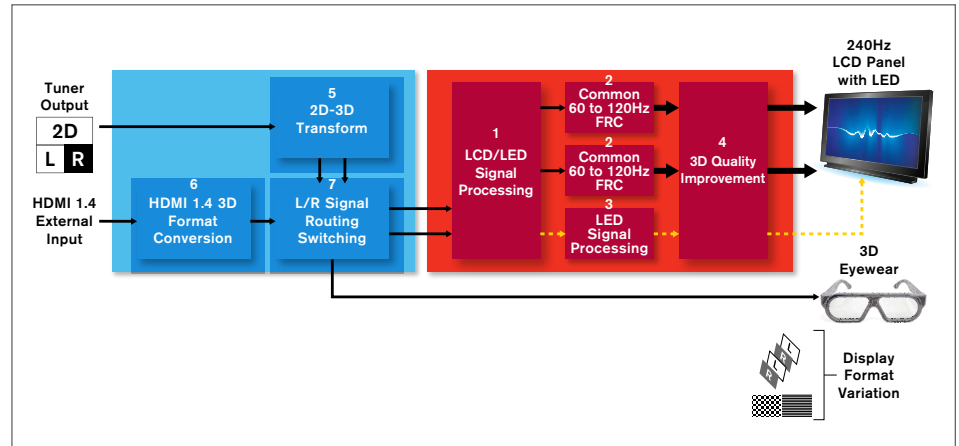 240Hz
LCD Panel
with LED
Tuner
Output
2D
L R
5
2D-3D
Transform
2
Common
60 to 120Hz
FRC
1
LCD/LED
Signal
Processing
2
Common
60 to 120Hz
FRC
4
3D Quality
Improvement
HDMI 1.4
External
Input
6
HDMI 1.4 3D
Format
Conversion
7
L/R Signal
Routing
Switching
3
LED
Signal
Processing
3D
Eyewear
L
R
L
R
Display
Format
Variation